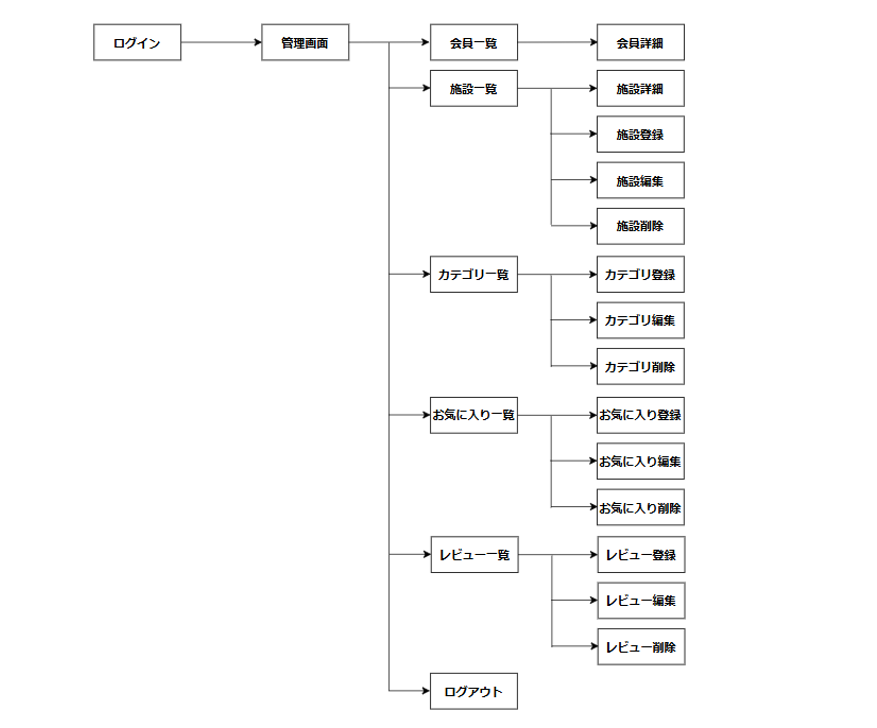 ログイン
管理画面
会員一覧
会員詳細
施設一覧
施設詳細
施設登録
施設編集
施設削除
カテゴリ一覧
カテゴリ登録
カテゴリ編集
カテゴリ削除
お気に入り一覧
お気に入り登録
お気に入り編集
お気に入り削除
レビュー一覧
レビュー登録
レビュー編集
レビュー削除
ログアウト